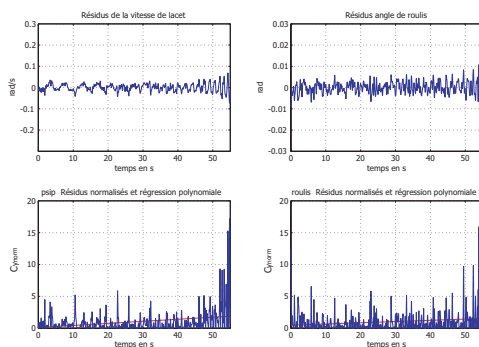 Résidus de la vitesse de lacet
0.3
0.2
0.1
0
-0.1
-0.2
rad/s
0 10 20 30 40 50
temps en s
Résidus angle de roulis
0.03
0.02
0.01
0
-0.01
-0.02
-0.03
rad
0 10 20 30 40 50
temps en s
psip Résidus normalisés et régression polynomiale
20
15
10
5
0
Cynorm
0 10 20 30 40 50
temps en s
roulis Résidus normalisés et régression polynomiale
20
15
10
5
0
Cynorm
0 10 20 30 40 50
temps en s